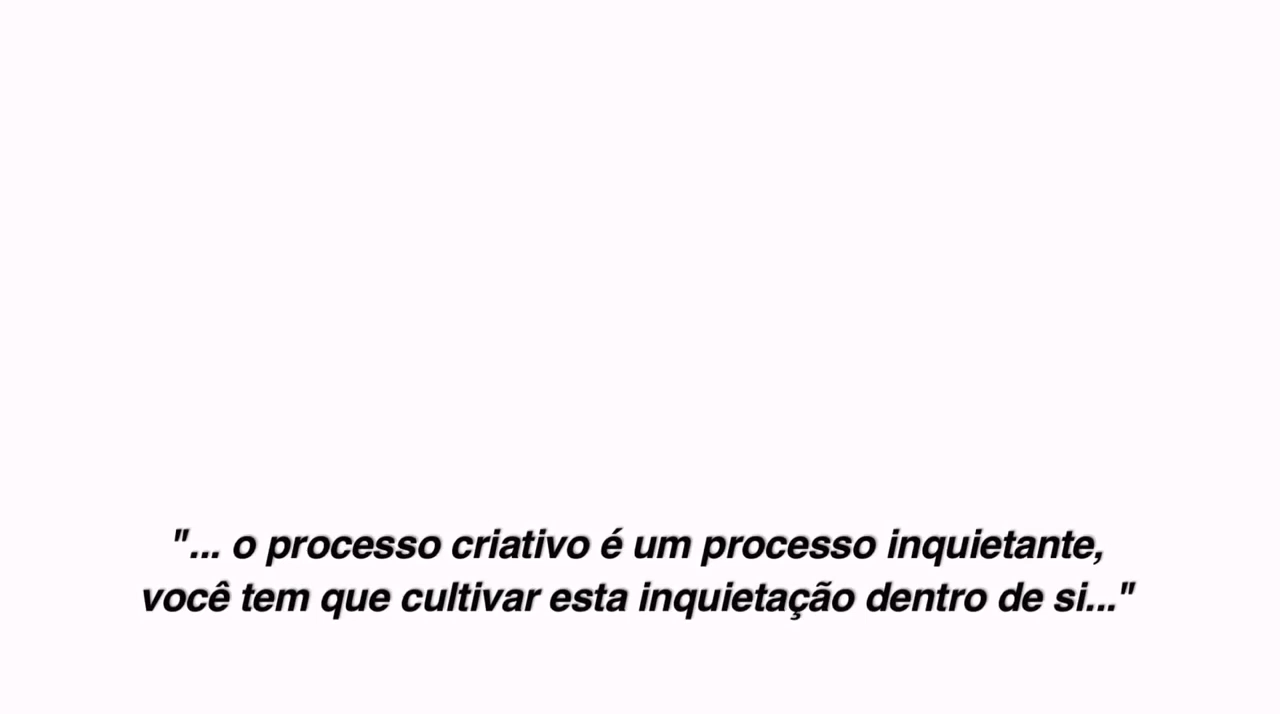 "... o processo criativo é um processo inquietante,
você tem que cultivar esta inquietação dentro de si..."